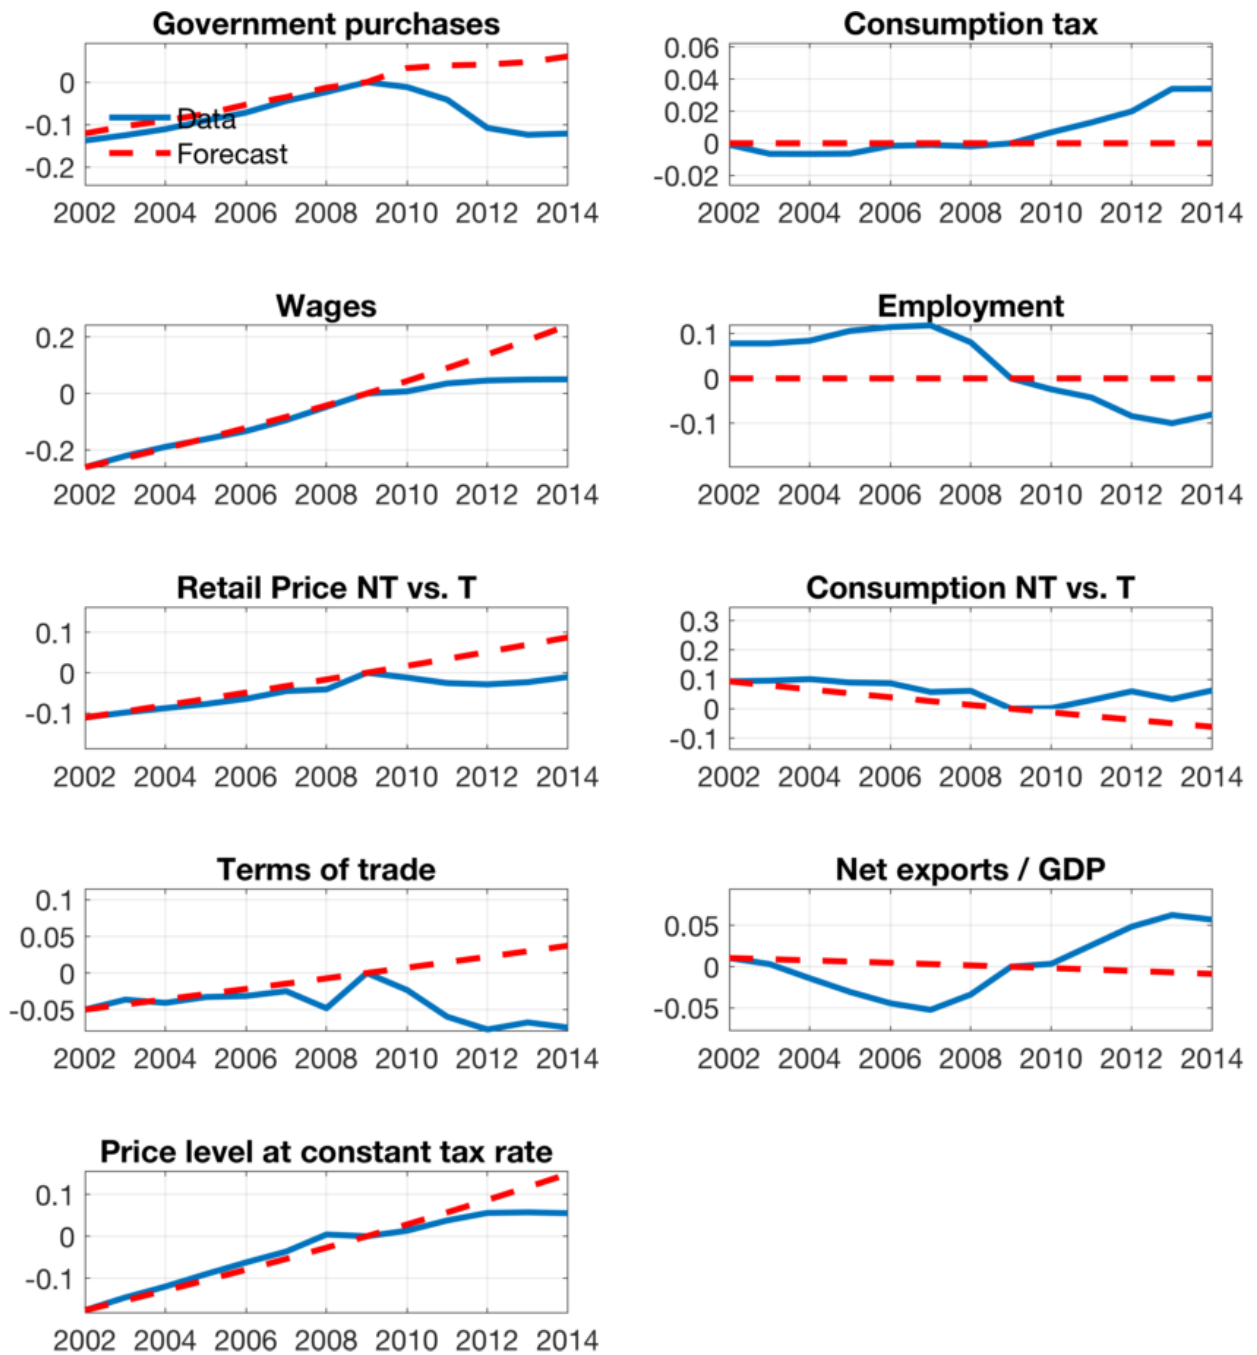 Government purchases
0
-0.1
-0.2
Data
Forecast
2002 2004 2006 2008 2010 2012 2014
Consumption tax
0.06
0.04
0.02
0
-0.02
2002 2004 2006 2008 2010 2012 2014
Wages
0.2
0
-0.2
2002 2004 2006 2008 2010 2012 2014
Employment
0.1
0
-0.1
2002 2004 2006 2008 2010 2012 2014
Retail Price NT vs. T
0.1
0
-0.1
2002 2004 2006 2008 2010 2012 2014
Consumption NT vs. T
0.3
0.2
0.1
0
-0.1
2002 2004 2006 2008 2010 2012 2014
Terms of trade
0.1
0.05
0
-0.05
2002 2004 2006 2008 2010 2012 2014
Net exports / GDP
0.05
0
-0.05
2002 2004 2006 2008 2010 2012 2014
Price level at constant tax rate
0.1
0
-0.1
2002 2004 2006 2008 2010 2012 2014